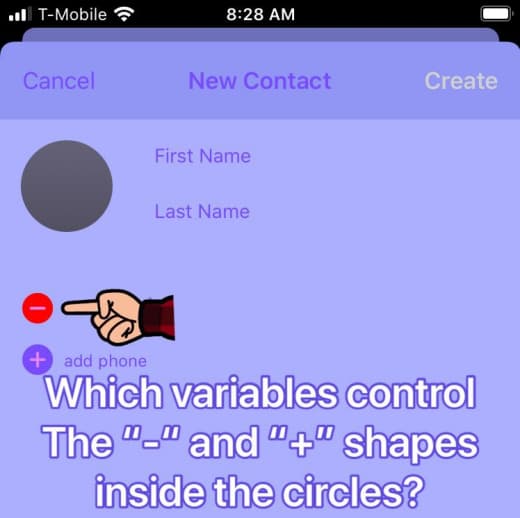 T-Mobile 8:28 AM
Cancel New Contact Create
First Name
Last Name
add phone
Which variables control
The “-“ and “+” shapes
inside the circles?